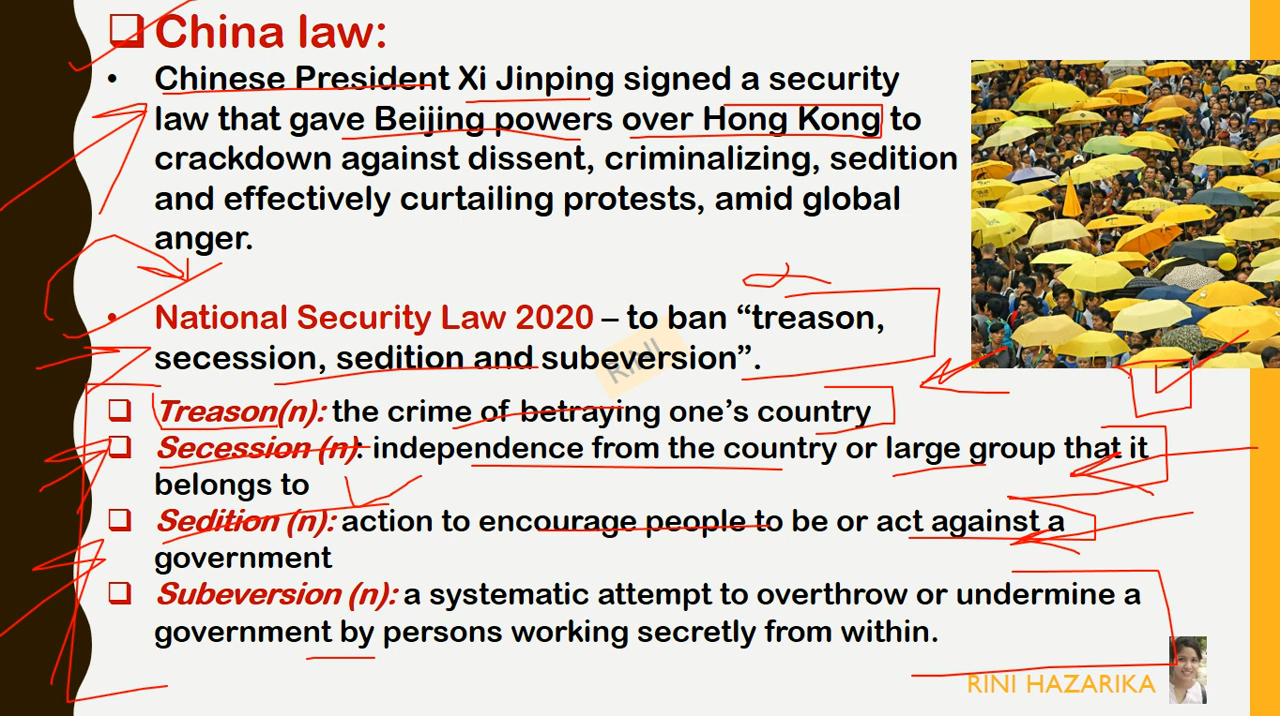 China law:
• Chinese President Xi Jinping signed a security
law that gave Beijing powers over Hong Kong to
crackdown against dissent, criminalizing, sedition
and effectively curtailing protests, amid global
anger.
• National Security Law 2020 – to ban “treason,
secession, sedition and subeversion”.
RINI
Treason(n): the crime of betraying one’s country
Secession (n): independence from the country or large group that it
belongs to
Sedition (n): action to encourage people to be or act against a
government
Subeversion (n): a systematic attempt to overthrow or undermine a
government by persons working secretly from within.
RINI HAZARIKA